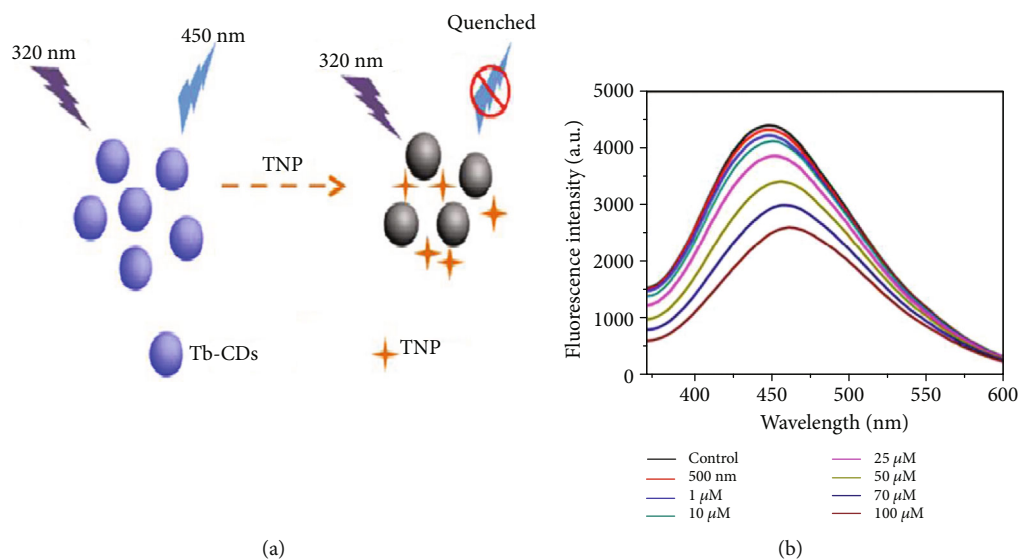 320 nm
450 nm
TNP
320 nm
Quenched
Tb-CDs
TNP
(a)
Fluorescence intensity (a.u.)
5000
4000
3000
2000
1000
0
400 450 500 550 600
Wavelength (nm)
Control
500 nm
1 μM
10 μM
25 μM
50 μM
70 μM
100 μM
(b)